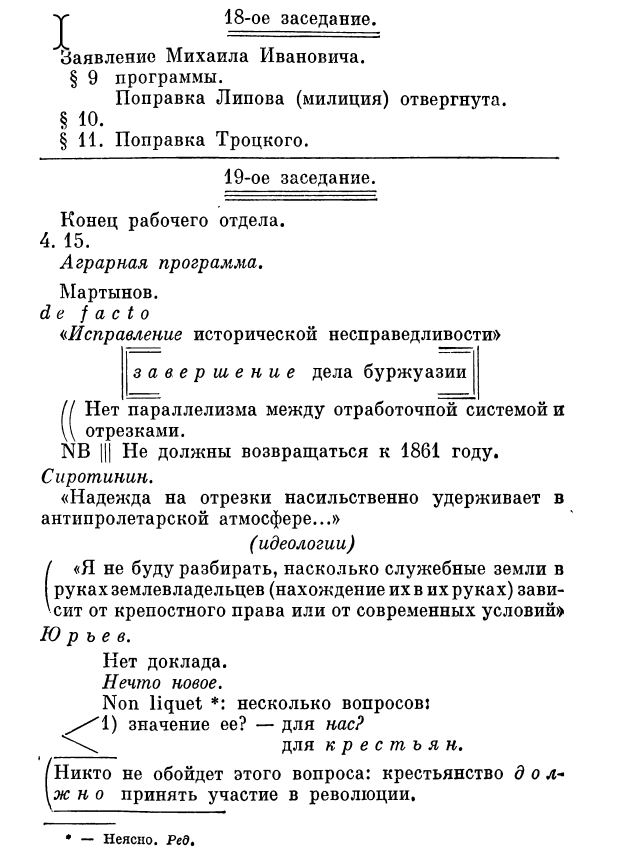 18-ое заседание.
Заявление Михаила Ивановича.
§ 9 программы.
Поправка Липова (милиция) отвергнута.
§ 10.
§ 11. Поправка Троцкого.
19-ое заседание.
Конец рабочего отдела.
4. 15.
Аграрная программа.
Мартынов.
de facto
«Исправление исторической несправедливости»
завершение дела буржуазии
Нет параллелизма между отработочной системой и
отрезками.
NB ||| Не должны возвращаться к 1861 году.
Сиротинин.
«Надежда на отрезки насильственно удерживает в
антипролетарской атмосфере...»
(идеологии)
«Я не буду разбирать, насколько служебные земли в
руках землевладельцев (нахождение их в их руках) зави-
сит от крепостного права или от современных условий»
Юрьев.
Нет доклада.
Нечто новое.
Non liquet *: несколько вопросов:
1) значение ее? — для нас?
для крестьян.
Никто не обойдет этого вопроса: крестьянство дол-
жно принять участие в революции.
* — Неясно. Ред.